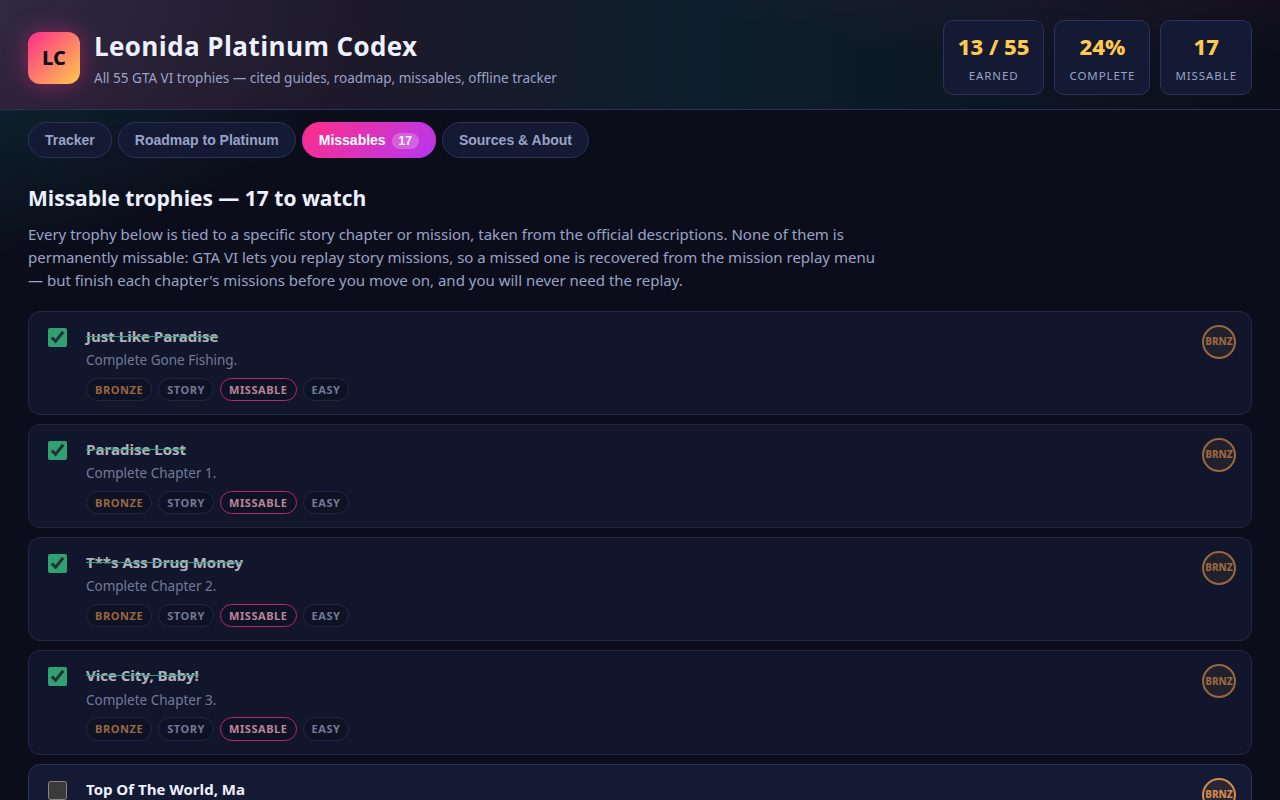 LC
Leonida Platinum Codex
All 55 GTA VI trophies — cited guides, roadmap, missables, offline tracker
13 / 55
EARNED
24%
COMPLETE
17
MISSABLE
Tracker
Roadmap to Platinum
Missables 17
Sources & About
Missable trophies — 17 to watch
Every trophy below is tied to a specific story chapter or mission, taken from the official descriptions. None of them is
permanently missable: GTA VI lets you replay story missions, so a missed one is recovered from the mission replay menu
— but finish each chapter's missions before you move on, and you will never need the replay.
Just Like Paradise
BRNZ
Complete Gone Fishing.
BRONZE STORY MISSABLE EASY
Paradise Lost
BRNZ
Complete Chapter 1.
BRONZE STORY MISSABLE EASY
T**s Ass Drug Money
BRNZ
Complete Chapter 2.
BRONZE STORY MISSABLE EASY
Vice City, Baby!
BRNZ
Complete Chapter 3.
BRONZE STORY MISSABLE EASY
Top Of The World, Ma
BRNZ